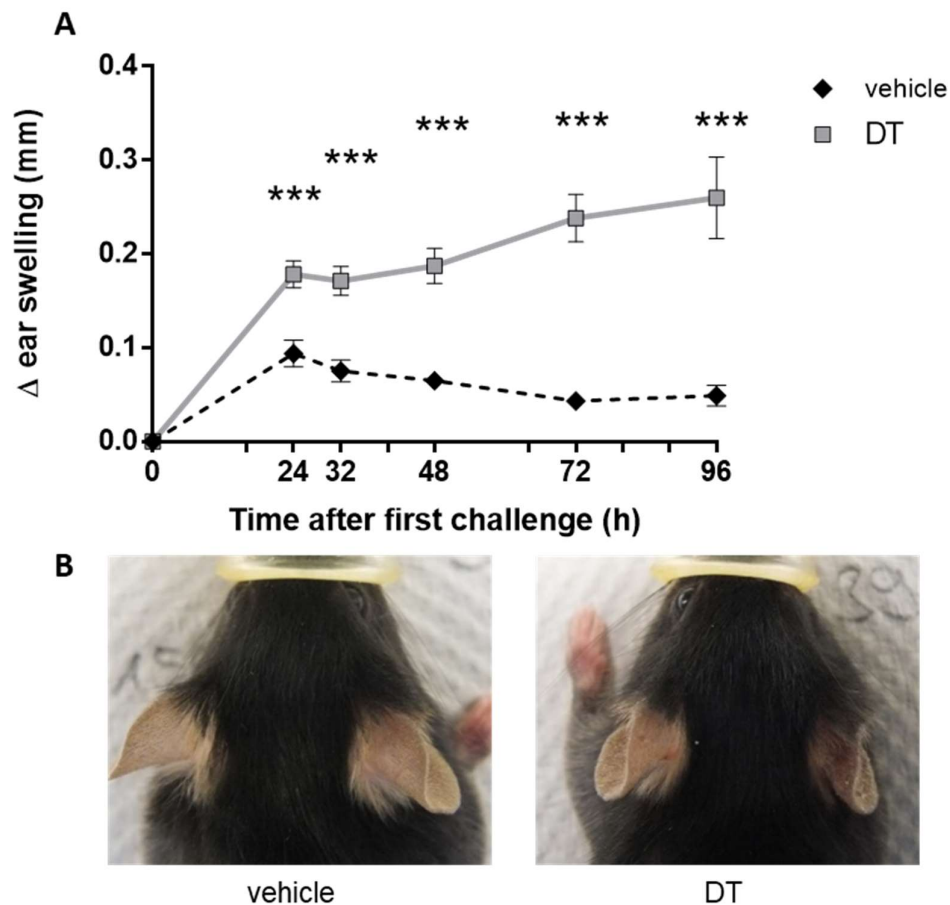 A
0.4
0.3
0.2
0.1
0.0
Δ ear swelling (mm)
*** *** *** *** ***
vehicle
DT
0 24 32 48 72 96
Time after first challenge (h)
B
39
vehicle
DT